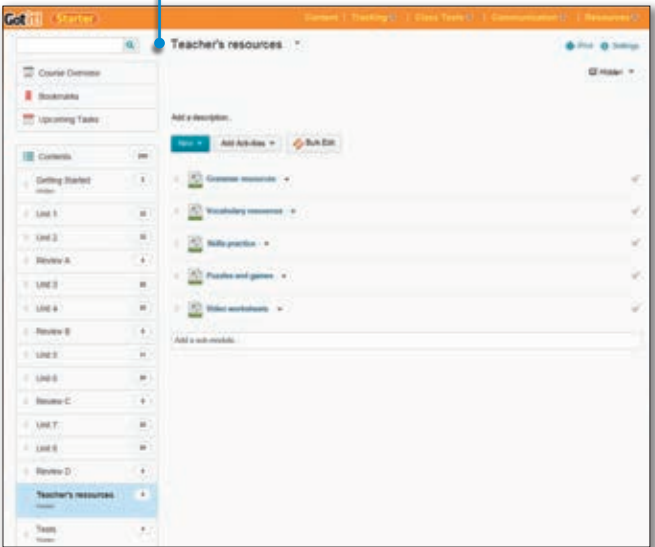 Got it! Starter
Content | Tracking | Class Tests | Communication | Resources
Teacher's resources
Print Settings
Hidden
Course Overview
Bookmarks
Upcoming Tasks
Add a description.
New Add Activities Bulk Edit
Contents
Getting Started
Hidden
Grammar resources
Unit 1
Vocabulary resources
Unit 2
Skills practice
Review A
Puzzles and games
Unit 3
Video worksheets
Unit 4
Add a sub-module.
Review B
Unit 5
Unit 6
Review C
Unit 7
Unit 8
Review D
Teacher's resources
Hidden
Tests
Hidden